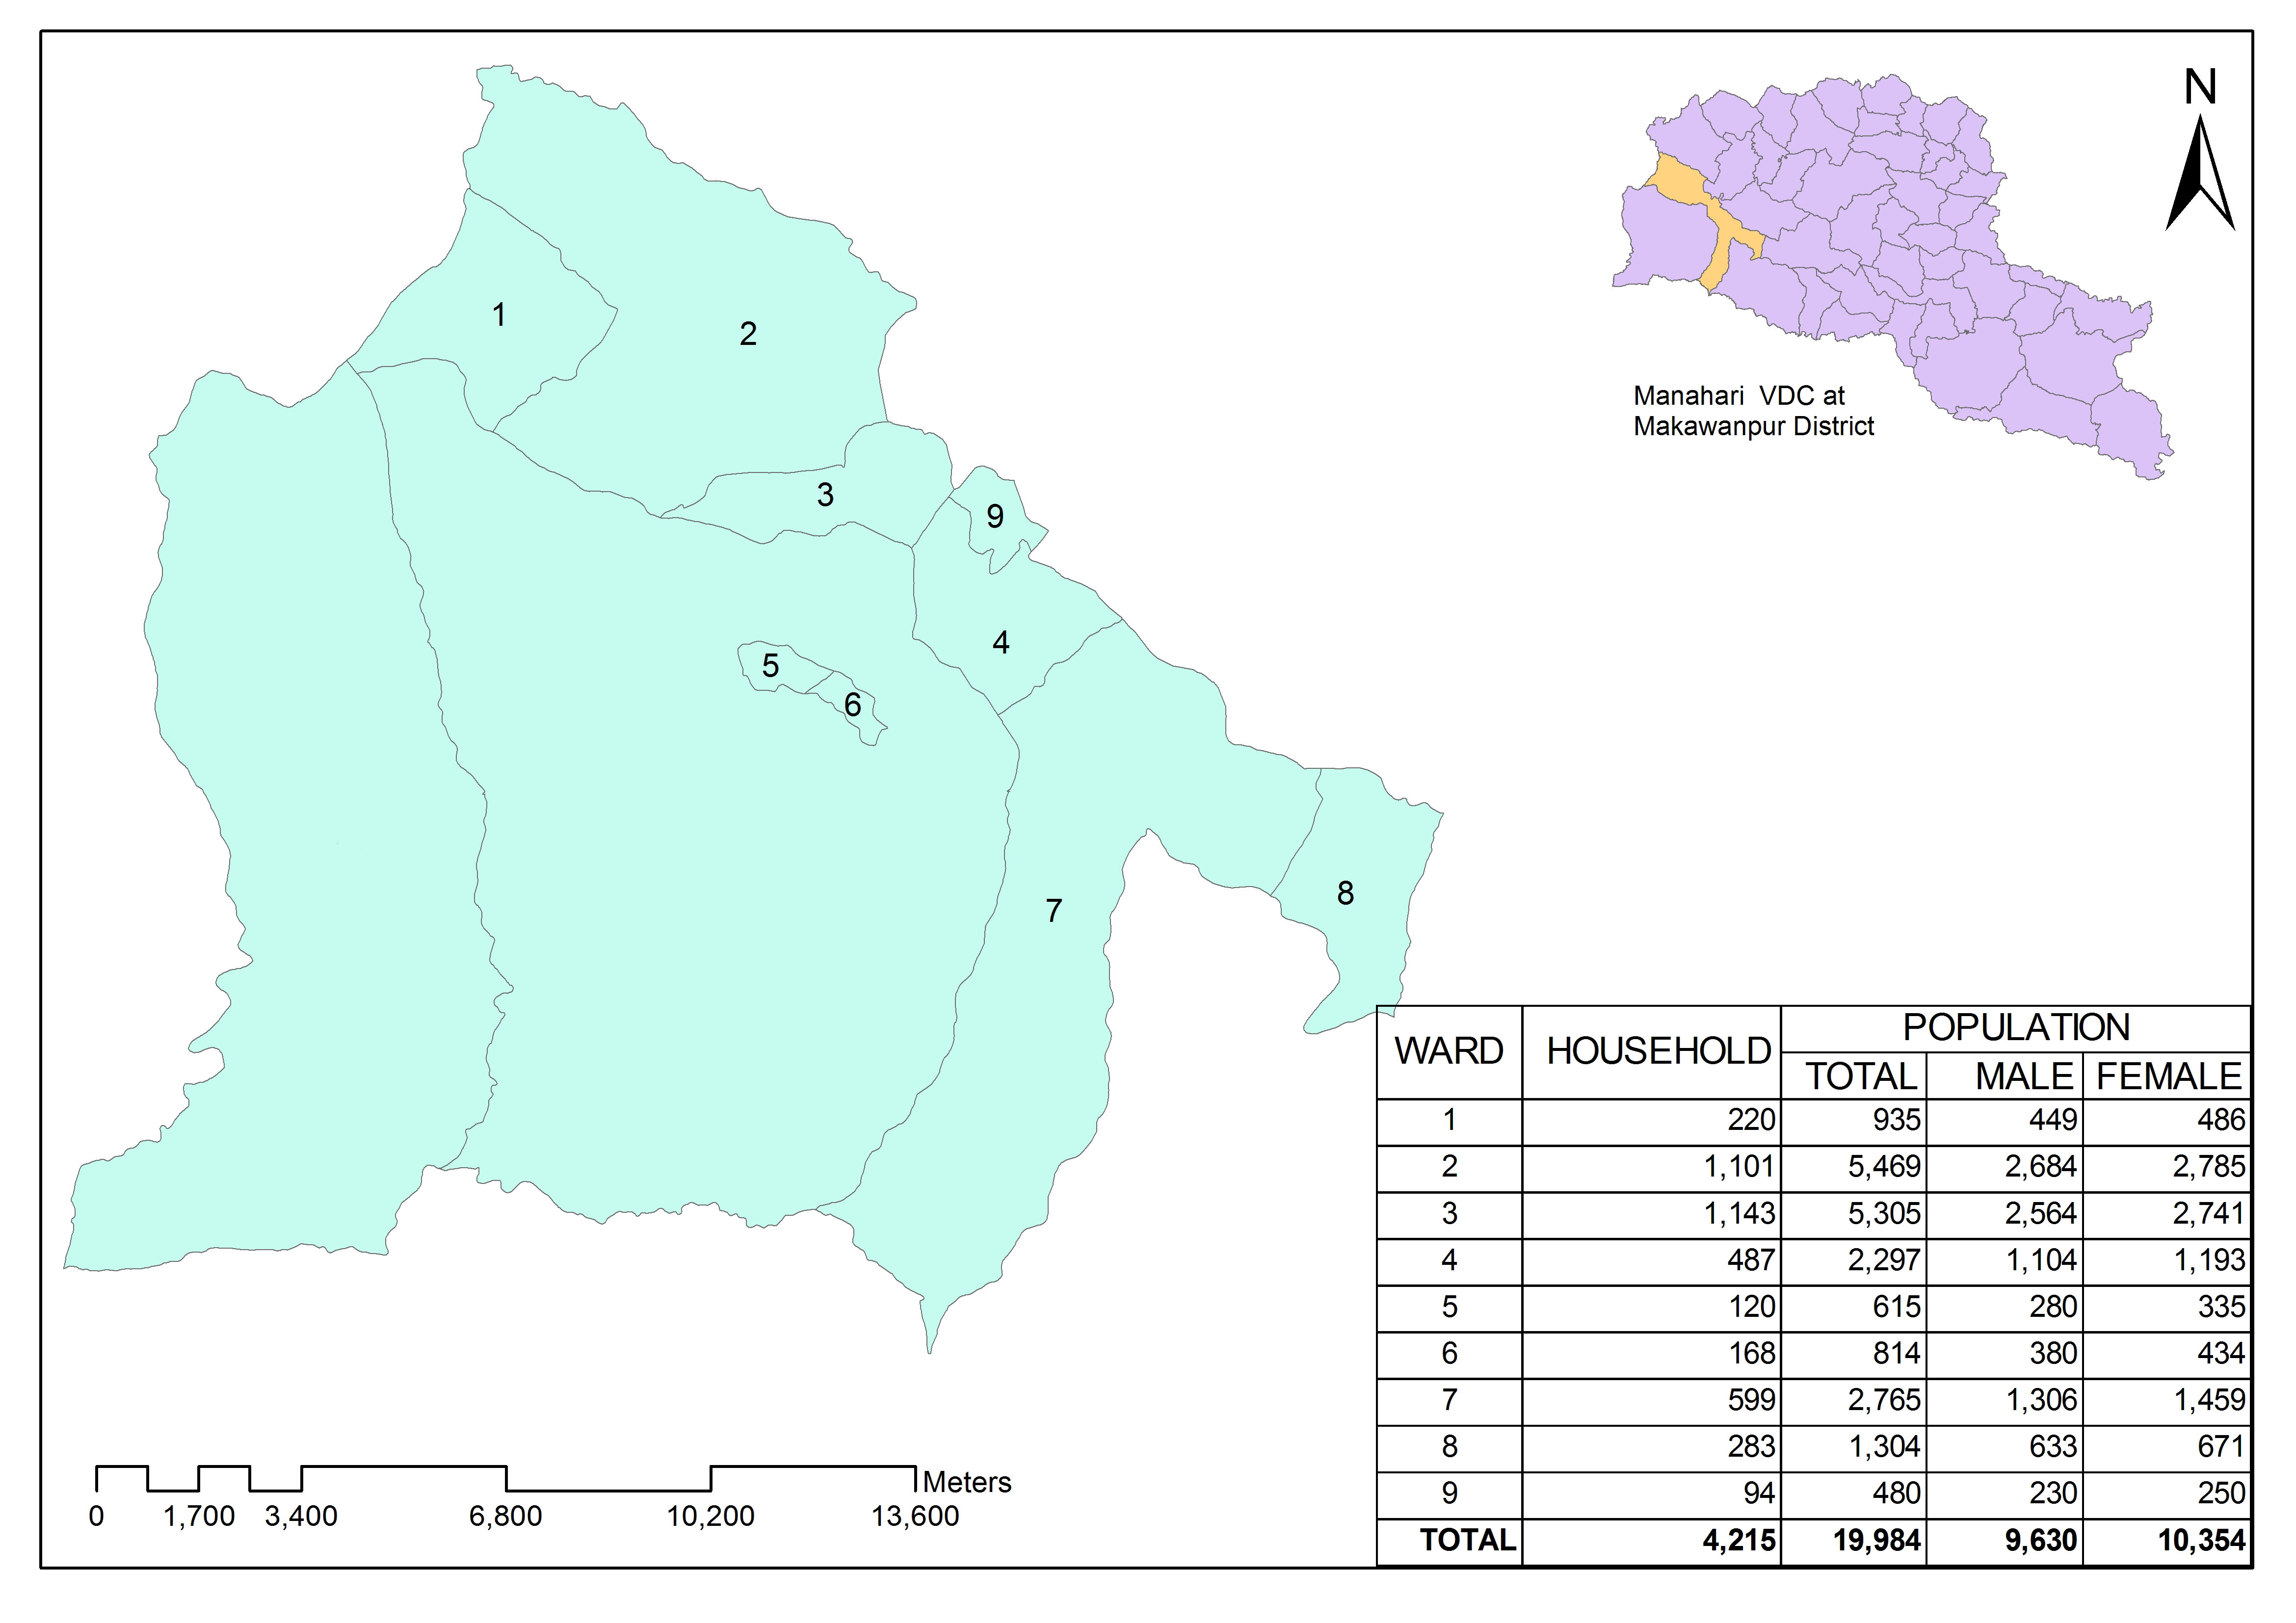 N
1
2
Manahari VDC at
Makawanpur District
3
9
4
5
6
8
7
WARD HOUSEHOLD POPULATION
TOTAL MALE FEMALE
1 220 935 449 486
2 1,101 5,469 2,684 2,785
3 1,143 5,305 2,564 2,741
4 487 2,297 1,104 1,193
5 120 615 280 335
6 168 814 380 434
7 599 2,765 1,306 1,459
8 283 1,304 633 671
9 94 480 230 250
TOTAL 4,215 19,984 9,630 10,354
Meters
0 1,700 3,400 6,800 10,200 13,600